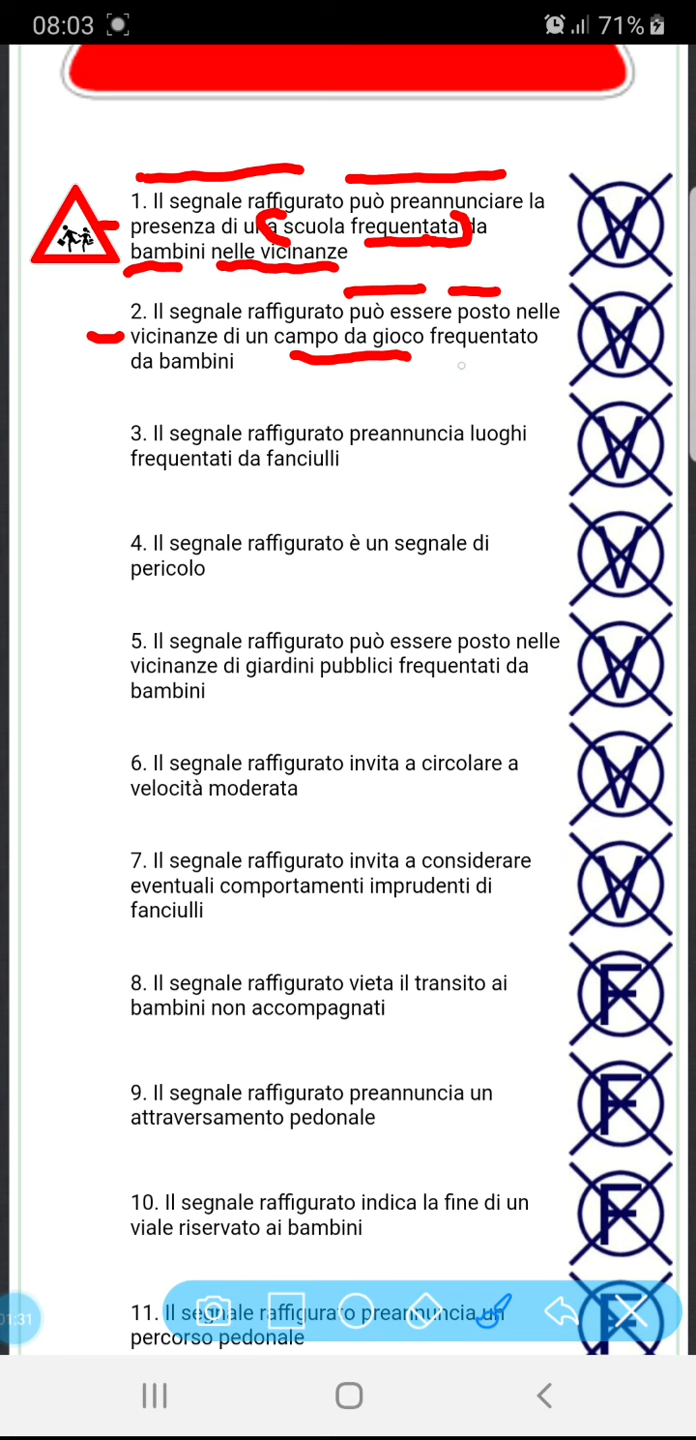 08:03
71%
1. Il segnale raffigurato può preannunciare la
presenza di una scuola frequentata da
bambini nelle vicinanze
V
2. Il segnale raffigurato può essere posto nelle
vicinanze di un campo da gioco frequentato
da bambini
V
3. Il segnale raffigurato preannuncia luoghi
frequentati da fanciulli
V
4. Il segnale raffigurato è un segnale di
pericolo
V
5. Il segnale raffigurato può essere posto nelle
vicinanze di giardini pubblici frequentati da
bambini
V
6. Il segnale raffigurato invita a circolare a
velocità moderata
V
7. Il segnale raffigurato invita a considerare
eventuali comportamenti imprudenti di
fanciulli
V
8. Il segnale raffigurato vieta il transito ai
bambini non accompagnati
F
9. Il segnale raffigurato preannuncia un
attraversamento pedonale
F
10. Il segnale raffigurato indica la fine di un
viale riservato ai bambini
F
11. Il segnale raffigurato preannuncia un
percorso pedonale
F
01:31